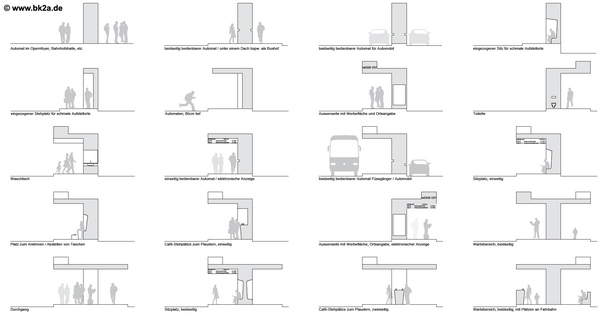 © www.bk2a.de
Automat im Opernfoyer, Bahnhofshalle, etc.
beidseitig bedienbarer Automat / unter einem Dach bspw. als Bushof
beidseitig bedienbarer Automat für Automobil
eingezogener Sitz für schmale Aufstellorte
eingezogener Stehplatz für schmale Aufstellorte
Automaten, 80cm tief
Aussenseite mit Werbefläche und Ortsangabe
Toilette
Waschtisch
einseitig bedienbarer Automat / elektronische Anzeige
beidseitig bedienbarer Automat Fussgänger / Automobil
Sitzplatz, einseitig
Platz zum Anlehnen / Abstellen von Taschen
Café-Stehplätze zum Plaudern, einseitig
Aussenseite mit Werbefläche, Ortsangabe, elektronischer Anzeige
Wartebereich, beidseitig
Durchgang
Sitzplatz, beidseitig
Café-Stehplätze zum Plaudern, zweiseitig
Wartebereich, beidseitig, mit Plätzen an Fahrbahn